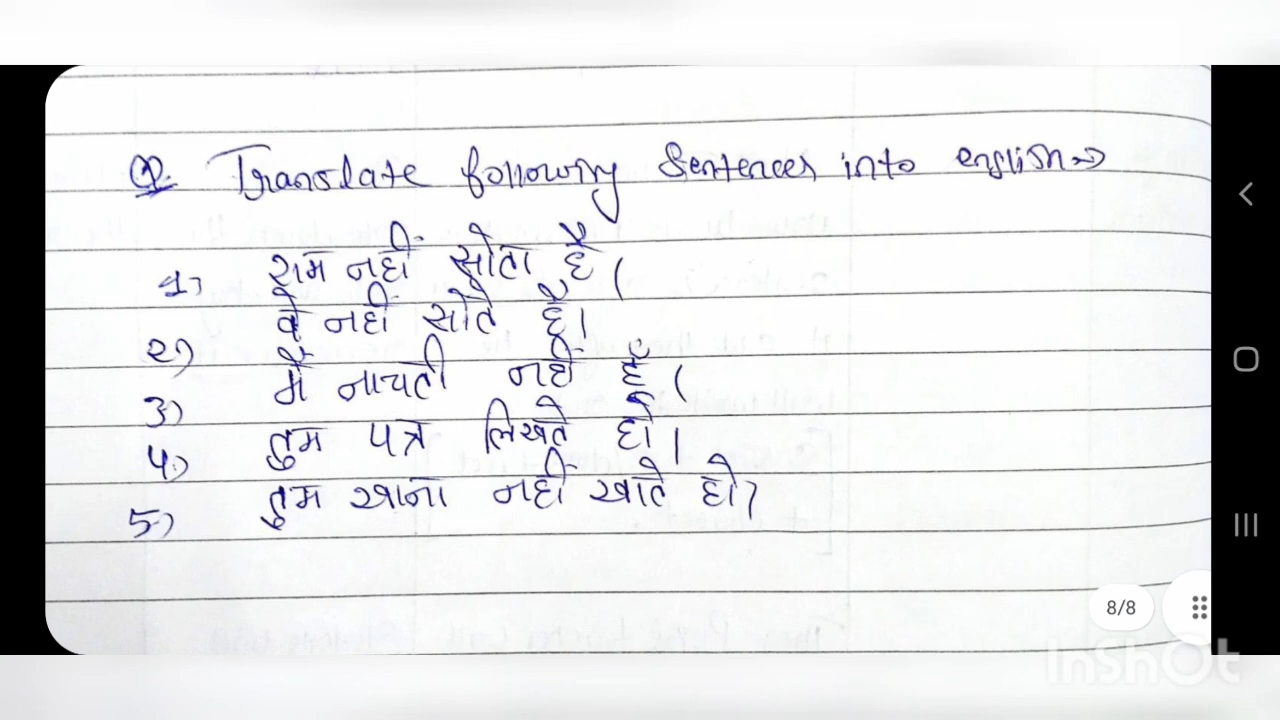 Q. Translate following Sentences into english →
1) राम नहीं सोता है।
2) वे नहीं सोते है।
3) मैं नाचती नहीं हूँ।
4) तुम पत्र लिखते हो।
5) तुम खाना नहीं खाते हो।
8/8
InShOt